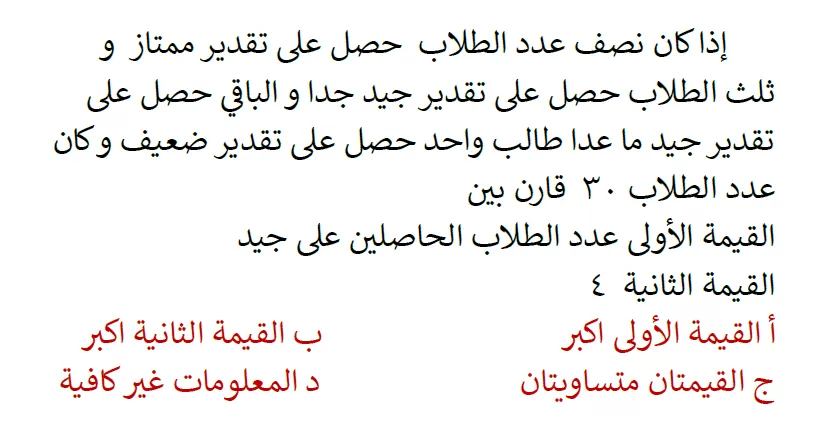 إذا كان نصف عدد الطلاب حصل على تقدير ممتاز و
ثلث الطلاب حصل على تقدير جيد جدا و الباقي حصل على
تقدير جيد ما عدا طالب واحد حصل على تقدير ضعيف و كان
عدد الطلاب ٣٠ قارن بين
القيمة الأولى عدد الطلاب الحاصلين على جيد
القيمة الثانية ٤
أ القيمة الأولى اكبر ب القيمة الثانية اكبر
ج القيمتان متساويتان د المعلومات غير كافية